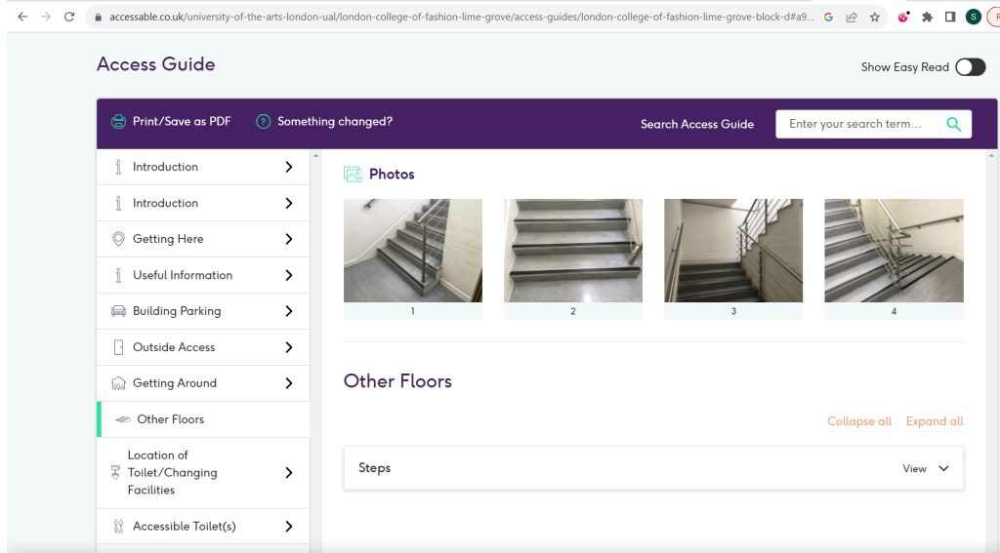 accessable.co.uk/university-of-the-arts-london-ual/london-college-of-fashion-lime-grove/access-guides/london-college-of-fashion-lime-grove-block-d#a9...
G
S
Access Guide
Show Easy Read
Print/Save as PDF
? Something changed?
Search Access Guide
Enter your search term...
Introduction
Introduction
Getting Here
Useful Information
Building Parking
Outside Access
Getting Around
Other Floors
Location of
Toilet/Changing
Facilities
Accessible Toilet(s)
Photos
1
2
3
4
Other Floors
Collapse all
Expand all
Steps
View